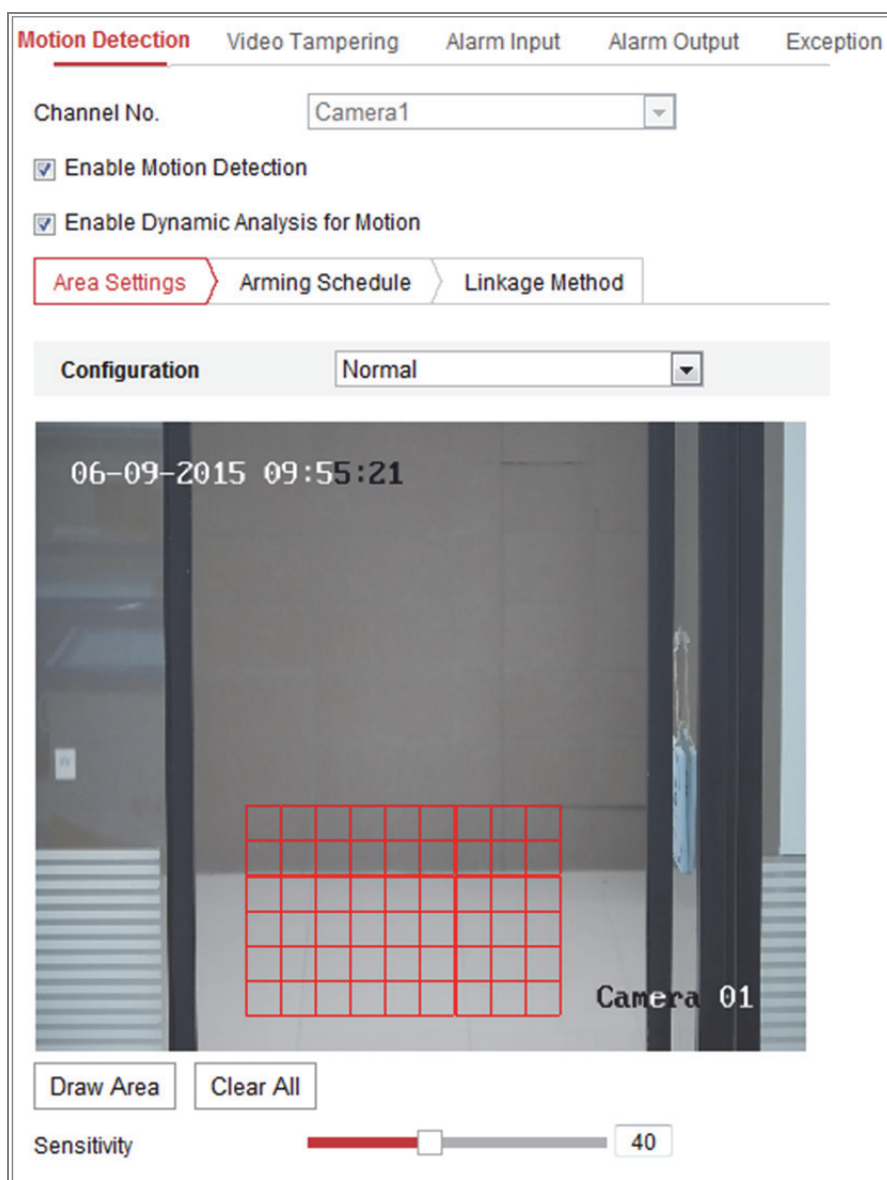 Motion Detection Video Tampering Alarm Input Alarm Output Exception
Channel No. Camera1
Enable Motion Detection
Enable Dynamic Analysis for Motion
Area Settings Arming Schedule Linkage Method
Configuration Normal
06-09-2015 09:55:21
Camera 01
Draw Area Clear All
Sensitivity 40